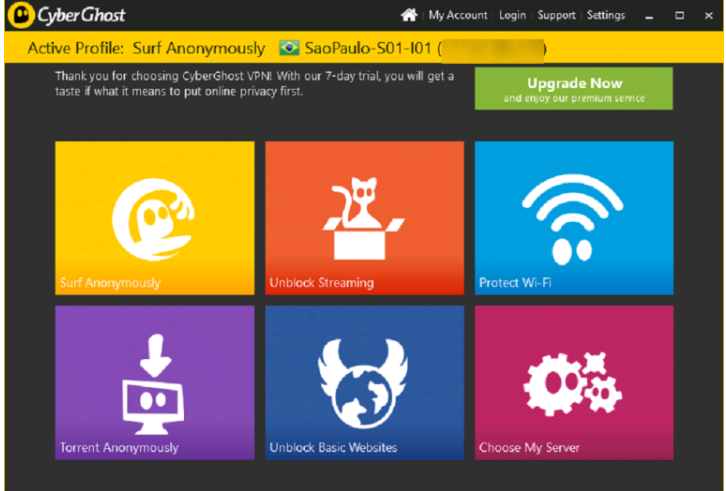 CyberGhost
My Account | Login | Support | Settings
Active Profile: Surf Anonymously SaoPaulo-S01-I01 ( )
Thank you for choosing CyberGhost VPN! With our 7-day trial, you will get a
taste if what it means to put online privacy first.
Upgrade Now
and enjoy our premium service
Surf Anonymously
Unblock Streaming
Protect Wi-Fi
Torrent Anonymously
Unblock Basic Websites
Choose My Server